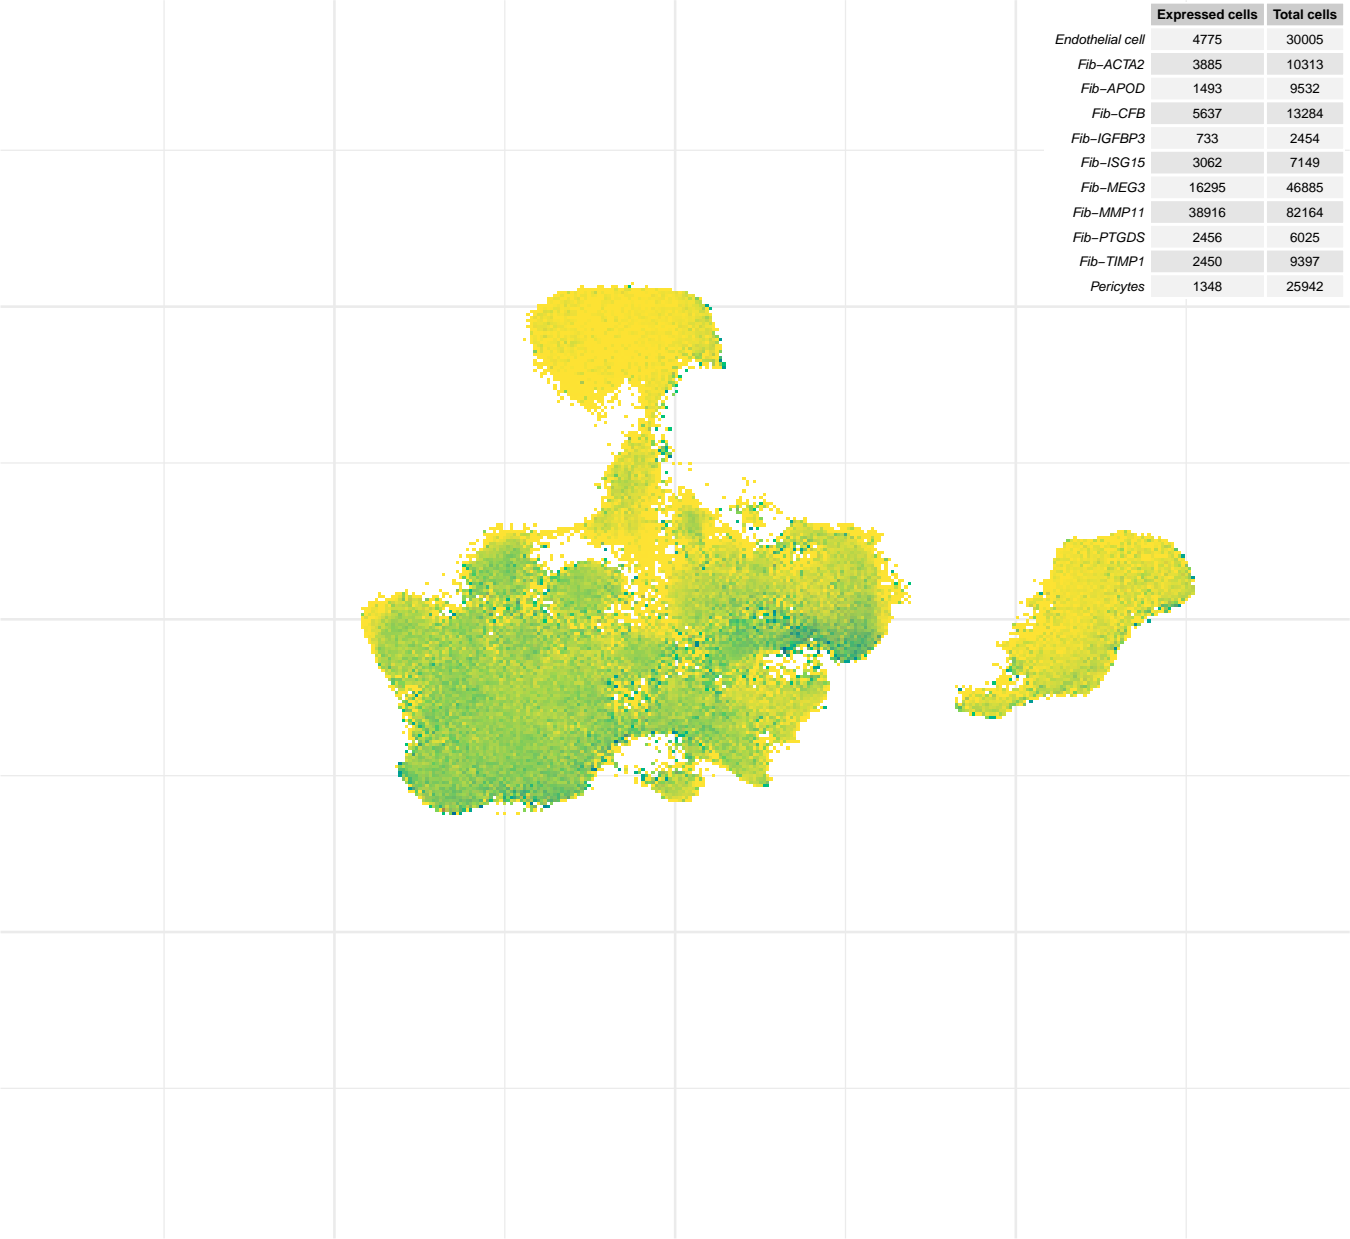 Expressed cells Total cells
Endothelial cell 4775 30005
Fib−ACTA2 3885 10313
Fib−APOD 1493 9532
Fib−CFB 5637 13284
Fib−IGFBP3 733 2454
Fib−ISG15 3062 7149
Fib−MEG3 16295 46885
Fib−MMP11 38916 82164
Fib−PTGDS 2456 6025
Fib−TIMP1 2450 9397
Pericytes 1348 25942